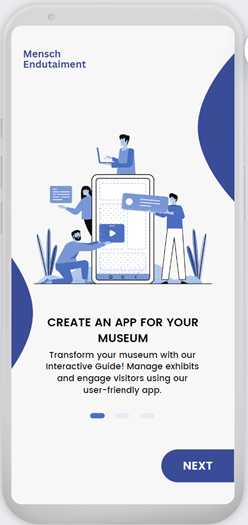 Mensch
Endutaiment
CREATE AN APP FOR YOUR
MUSEUM
Transform your museum with our
Interactive Guide! Manage exhibits
and engage visitors using our
user-friendly app.
NEXT